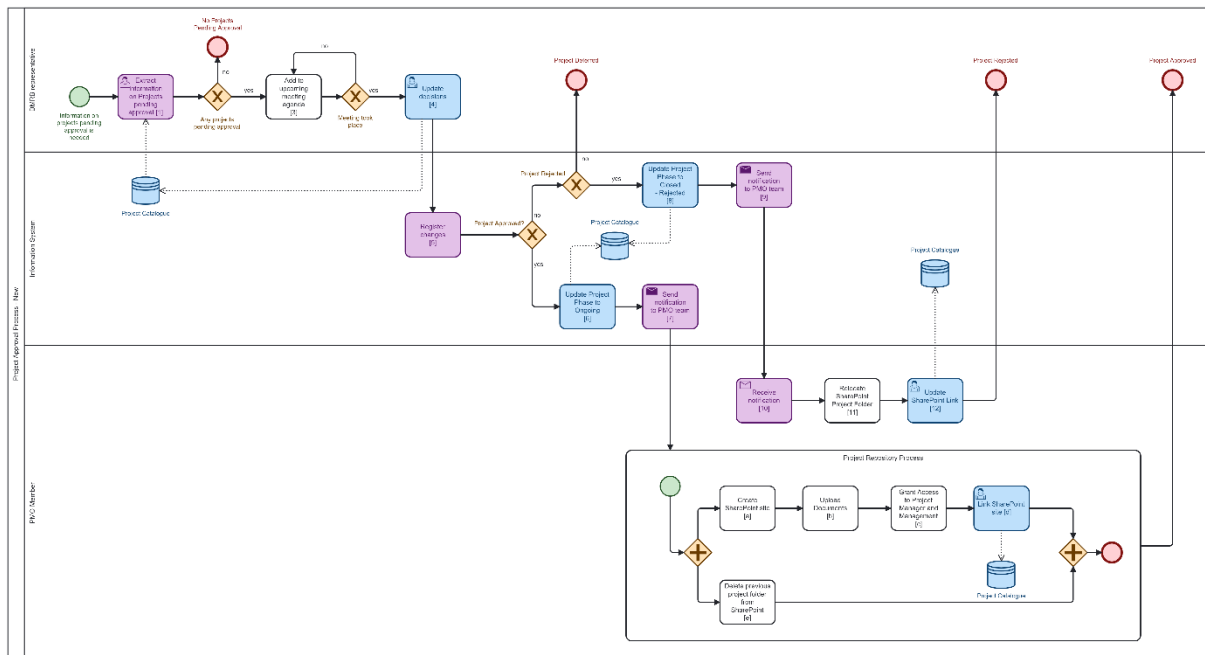 Project Approval Process - New
DMRB representative
Information System
PMO Member
Information on
projects pending
approval is
needed
Extract
information
on Projects
pending
approval [1]
No Projects
Pending Approval
no
yes
Any projects
pending approval
Add to
upcoming
meeting
agenda
[3]
no
Meeting took
place
yes
Update
decisions
[4]
Project Catalogue
Register
changes
[5]
Project Approved?
no
yes
Project Rejected
no
yes
Project Deferred
Update Project
Phase to
Closed
- Rejected
[8]
Send
notification
to PMO team
[9]
Project Catalogue
Update Project
Phase to
Ongoing
[6]
Send
notification
to PMO team
[7]
Receive
notification
[10]
Relocate
SharePoint
Project Folder
[11]
Update
SharePoint Link
[12]
Project Catalogue
Project Rejected
Project Approved
Project Repository Process
Create
SharePoint site
[a]
Upload
Documents
[b]
Grant Access
to Project
Manager and
Management
[c]
Link SharePoint
site [d]
Project Catalogue
Delete previous
project folder
from
SharePoint
[e]